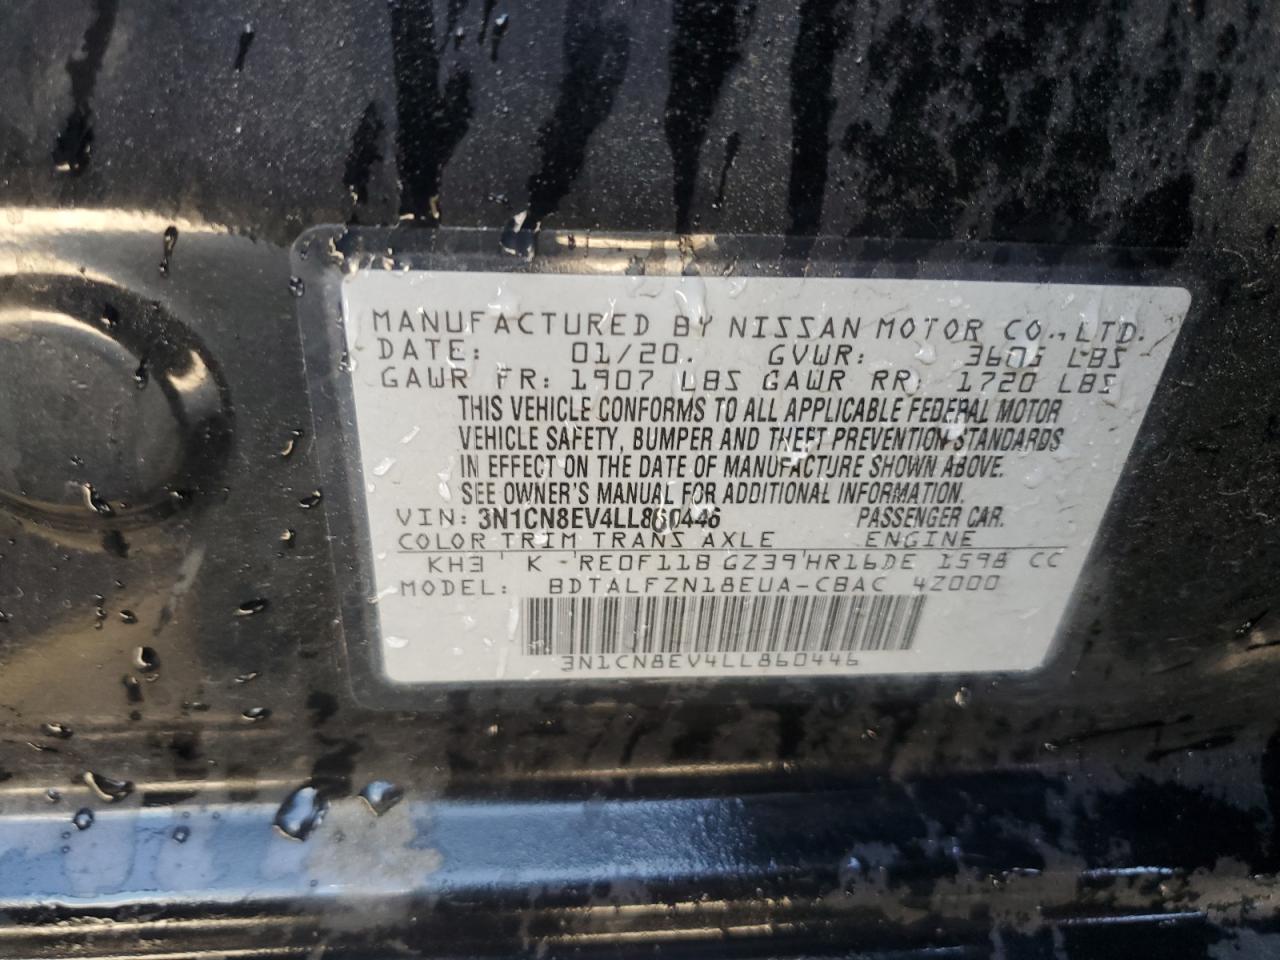 MANUFACTURED BY NISSAN MOTOR CO., LTD.
DATE: 01/20. GVWR: 3605 LBS
GAWR FR: 1907 LBS GAWR RR: 1720 LBS
THIS VEHICLE CONFORMS TO ALL APPLICABLE FEDERAL MOTOR
VEHICLE SAFETY, BUMPER AND THEFT PREVENTION STANDARDS
IN EFFECT ON THE DATE OF MANUFACTURE SHOWN ABOVE.
SEE OWNER'S MANUAL FOR ADDITIONAL INFORMATION.
VIN: 3N1CN8EV4LL860446 PASSENGER CAR.
COLOR TRIM TRANS AXLE ENGINE
KH3 K - RE0F11B GZ39 HR16DE 1598 CC
MODEL: BDTALFZN18EUA-CBAC 4Z000
3N1CN8EV4LL860446